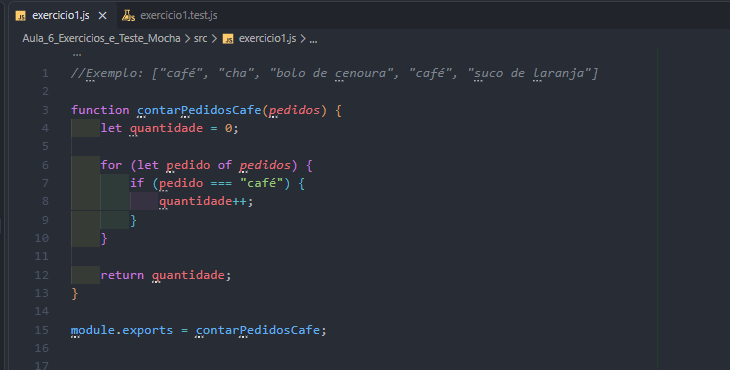 exercicio1.js
exercicio1.test.js
Aula_6_Exercicios_e_Teste_Mocha > src > exercicio1.js > ...
...
1 //Exemplo: ["café", "cha", "bolo de cenoura", "café", "suco de laranja"]
2
3 function contarPedidosCafe(pedidos) {
4 let quantidade = 0;
5
6 for (let pedido of pedidos) {
7 if (pedido === "café") {
8 quantidade++;
9 }
10 }
11
12 return quantidade;
13 }
14
15 module.exports = contarPedidosCafe;
16
17